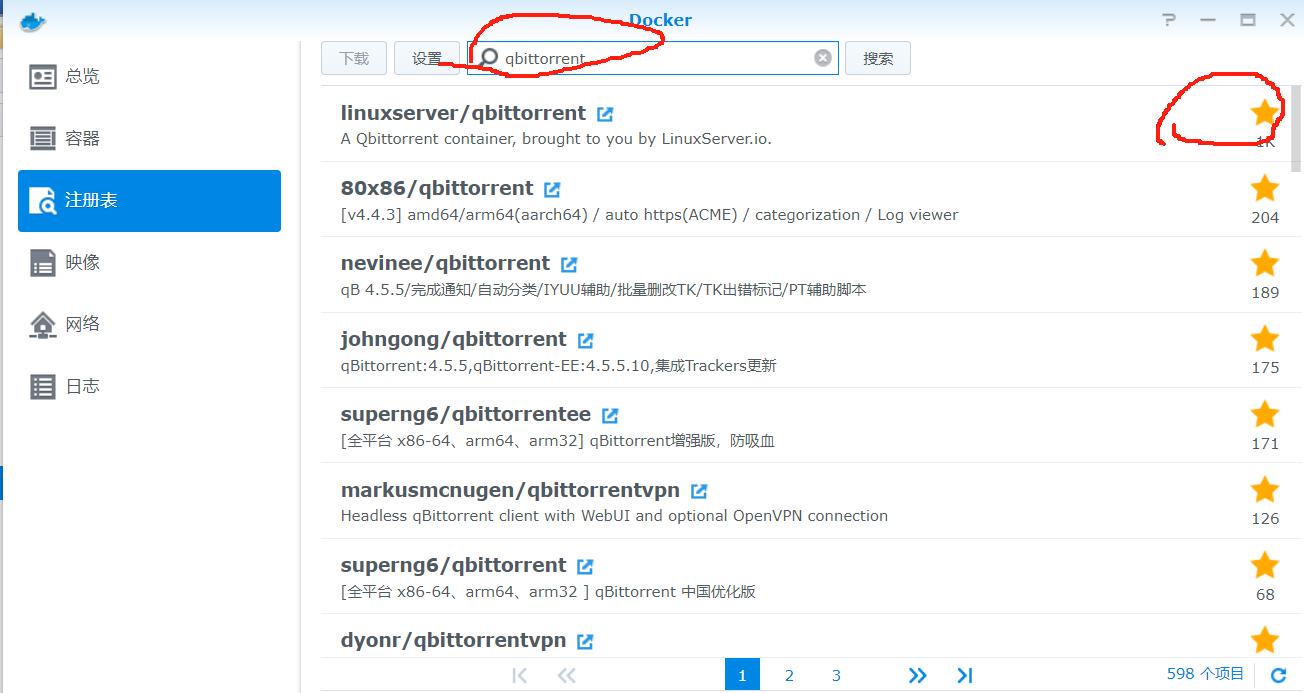 Docker
下载 设置 qbittorrent 搜索
总览
容器
注册表
映像
网络
日志
linuxserver/qbittorrent
A Qbittorrent container, brought to you by LinuxServer.io.
1K
80x86/qbittorrent
[v4.4.3] amd64/arm64(aarch64) / auto https(ACME) / categorization / Log viewer
204
nevinee/qbittorrent
qB 4.5.5/完成通知/自动分类/IYUU辅助/批量删改TK/TK出错标记/PT辅助脚本
189
johngong/qbittorrent
qBittorrent:4.5.5,qBittorrent-EE:4.5.5.10,集成Trackers更新
175
superng6/qbittorrentee
[全平台 x86-64、arm64、arm32] qBittorrent增强版，防吸血
171
markusmcnugen/qbittorrentvpn
Headless qBittorrent client with WebUI and optional OpenVPN connection
126
superng6/qbittorrent
[全平台 x86-64、arm64、arm32 ] qBittorrent 中国优化版
68
dyonr/qbittorrentvpn
1 2 3 598 个项目